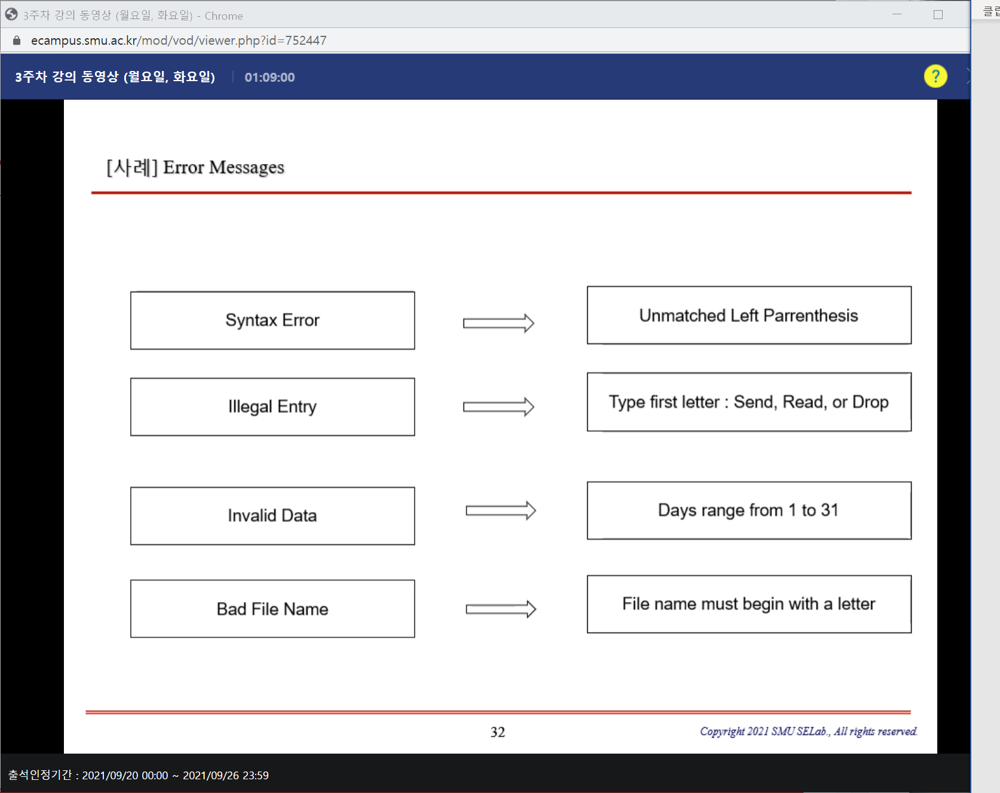 3주차 강의 동영상 (월요일, 화요일) - Chrome
ecampus.smu.ac.kr/mod/vod/viewer.php?id=752447
3주차 강의 동영상 (월요일, 화요일) 01:09:00 ?
[사례] Error Messages
Syntax Error Unmatched Left Parrenthesis
Illegal Entry Type first letter : Send, Read, or Drop
Invalid Data Days range from 1 to 31
Bad File Name File name must begin with a letter
32 Copyright 2021 SMU SELab., All rights reserved.
출석인정기간 : 2021/09/20 00:00 ~ 2021/09/26 23:59